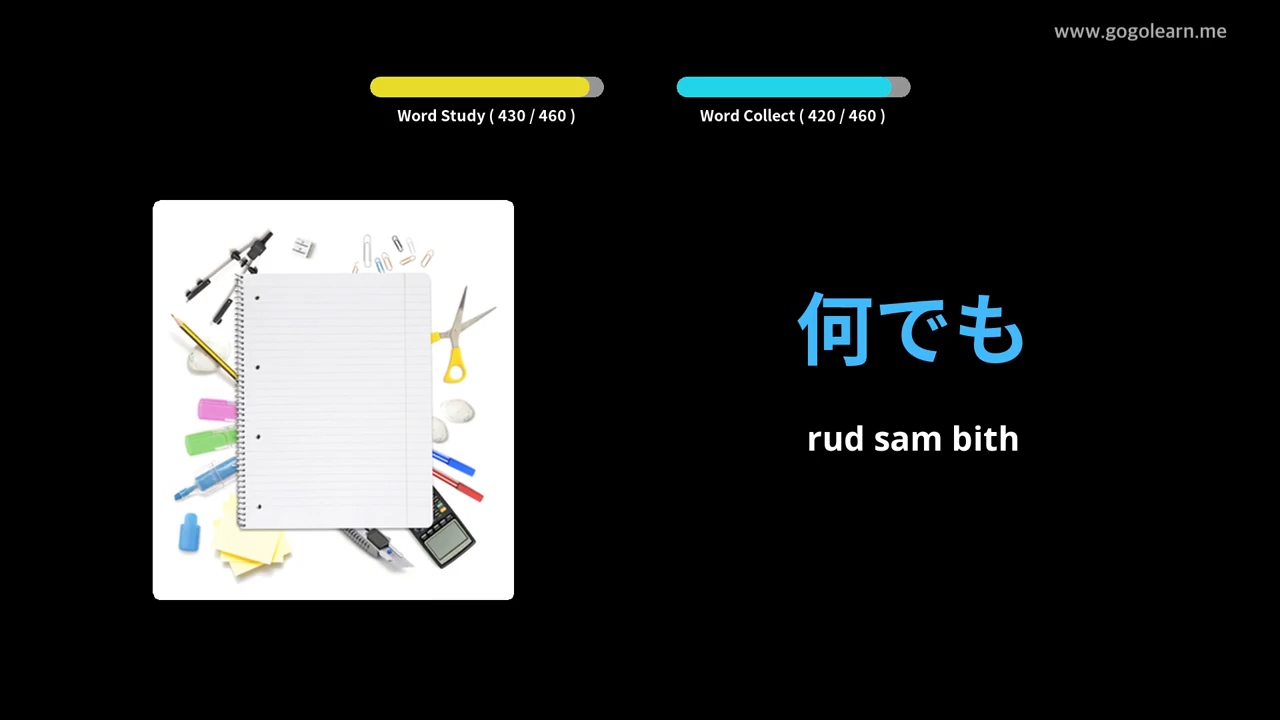 www.gogolearn.me
Word Study ( 430 / 460 )
Word Collect ( 420 / 460 )
何でも
rud sam bith